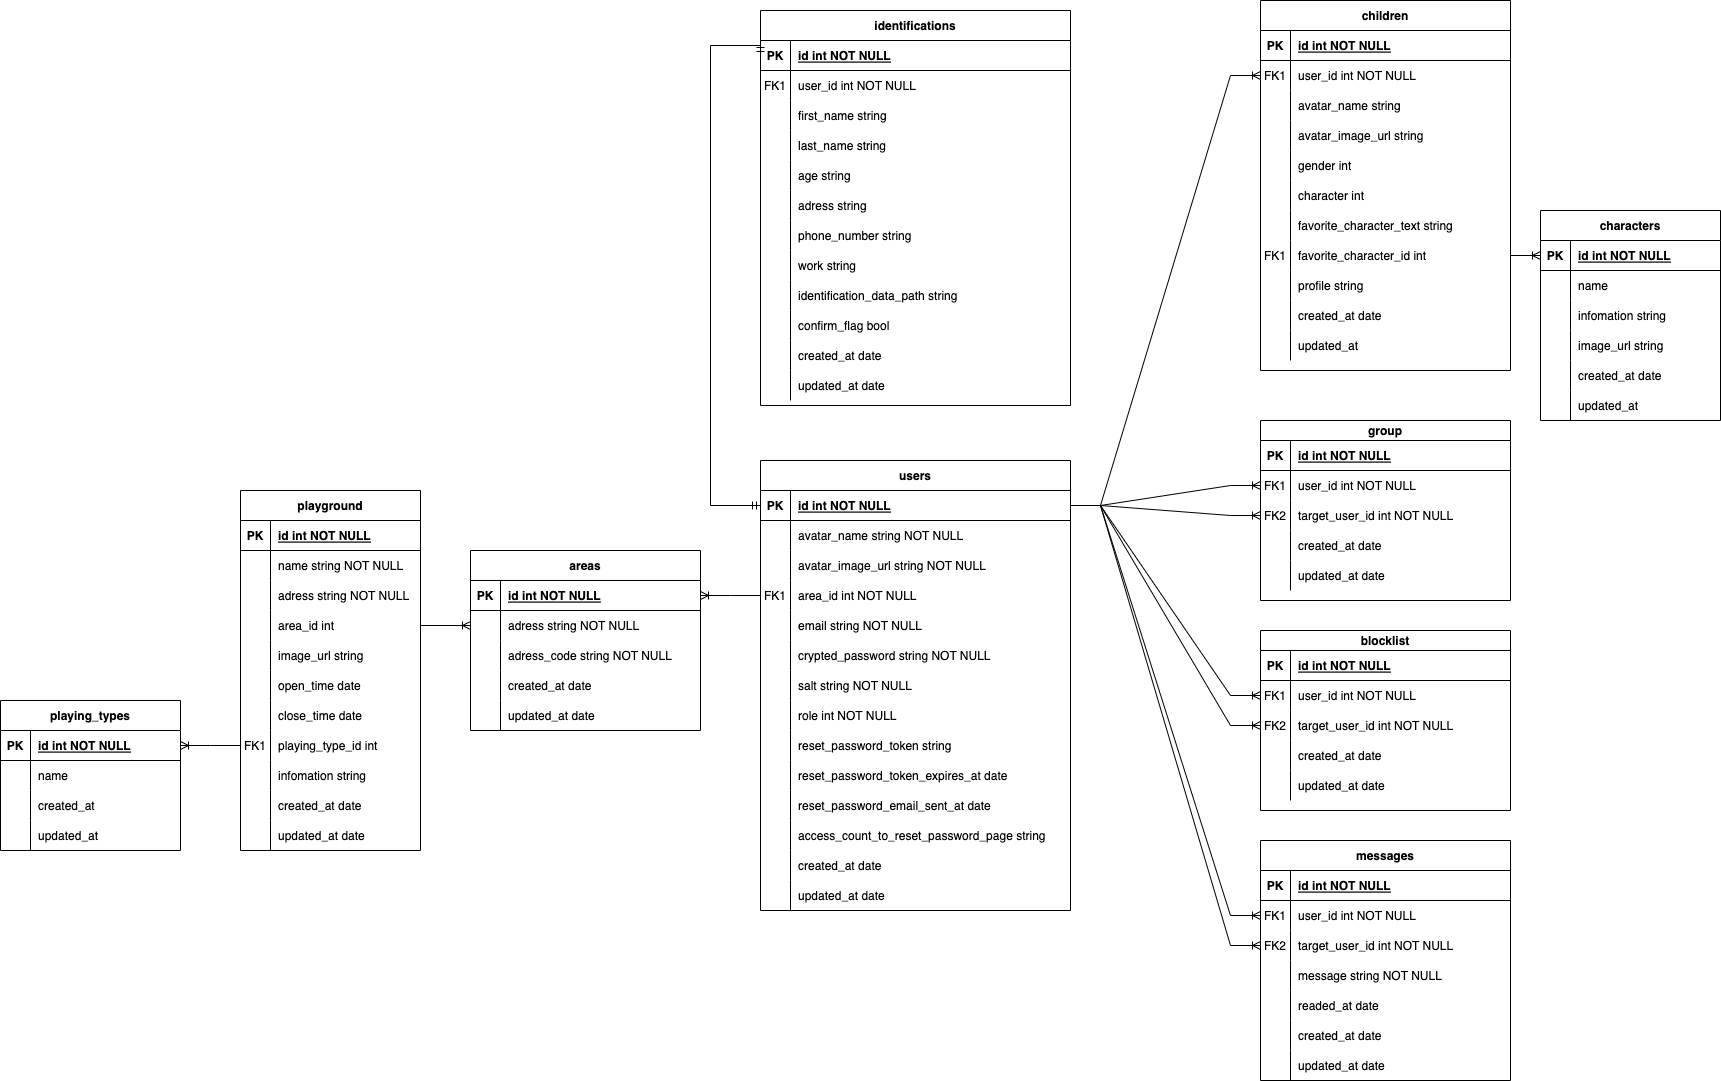 identifications
PK id int NOT NULL
FK1 user_id int NOT NULL
first_name string
last_name string
age string
adress string
phone_number string
work string
identification_data_path string
confirm_flag bool
created_at date
updated_at date
children
PK id int NOT NULL
FK1 user_id int NOT NULL
avatar_name string
avatar_image_url string
gender int
character int
favorite_character_text string
FK1 favorite_character_id int
profile string
created_at date
updated_at
characters
PK id int NOT NULL
name
infomation string
image_url string
created_at date
updated_at
group
PK id int NOT NULL
FK1 user_id int NOT NULL
FK2 target_user_id int NOT NULL
created_at date
updated_at date
users
PK id int NOT NULL
avatar_name string NOT NULL
avatar_image_url string NOT NULL
FK1 area_id int NOT NULL
email string NOT NULL
crypted_password string NOT NULL
salt string NOT NULL
role int NOT NULL
reset_password_token string
reset_password_token_expires_at date
reset_password_email_sent_at date
access_count_to_reset_password_page string
created_at date
updated_at date
playground
PK id int NOT NULL
name string NOT NULL
adress string NOT NULL
area_id int
image_url string
open_time date
close_time date
FK1 playing_type_id int
infomation string
created_at date
updated_at date
areas
PK id int NOT NULL
adress string NOT NULL
adress_code string NOT NULL
created_at date
updated_at date
playing_types
PK id int NOT NULL
name
created_at
updated_at
blocklist
PK id int NOT NULL
FK1 user_id int NOT NULL
FK2 target_user_id int NOT NULL
created_at date
updated_at date
messages
PK id int NOT NULL
FK1 user_id int NOT NULL
FK2 target_user_id int NOT NULL
message string NOT NULL
readed_at date
created_at date
updated_at date